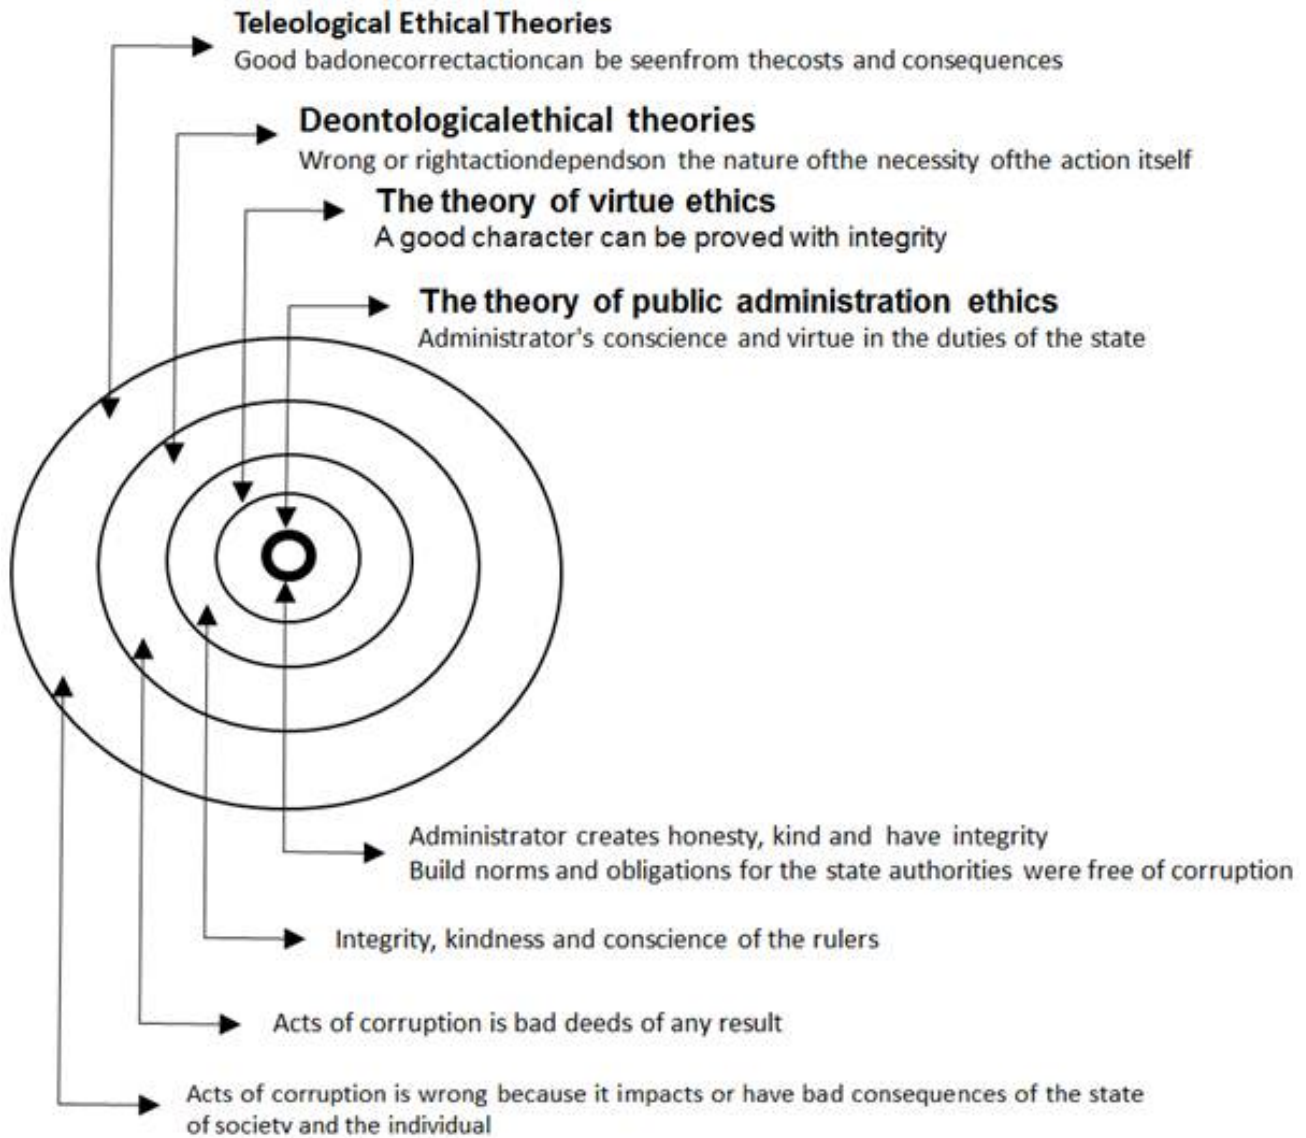 Teleological Ethical Theories
Good badonecorrectactioncan be seenfrom thecosts and consequences
Deontologicalethical theories
Wrong or rightactiondependson the nature ofthe necessity ofthe action itself
The theory of virtue ethics
A good character can be proved with integrity
The theory of public administration ethics
Administrator's conscience and virtue in the duties of the state
Administrator creates honesty, kind and have integrity
Build norms and obligations for the state authorities were free of corruption
Integrity, kindness and conscience of the rulers
Acts of corruption is bad deeds of any result
Acts of corruption is wrong because it impacts or have bad consequences of the state
of society and the individual